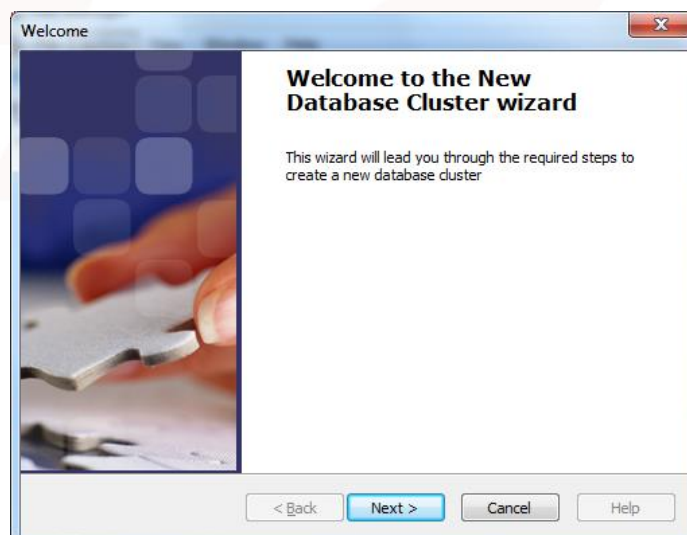 Welcome
Welcome to the New
Database Cluster wizard
This wizard will lead you through the required steps to
create a new database cluster
< Back
Next >
Cancel
Help